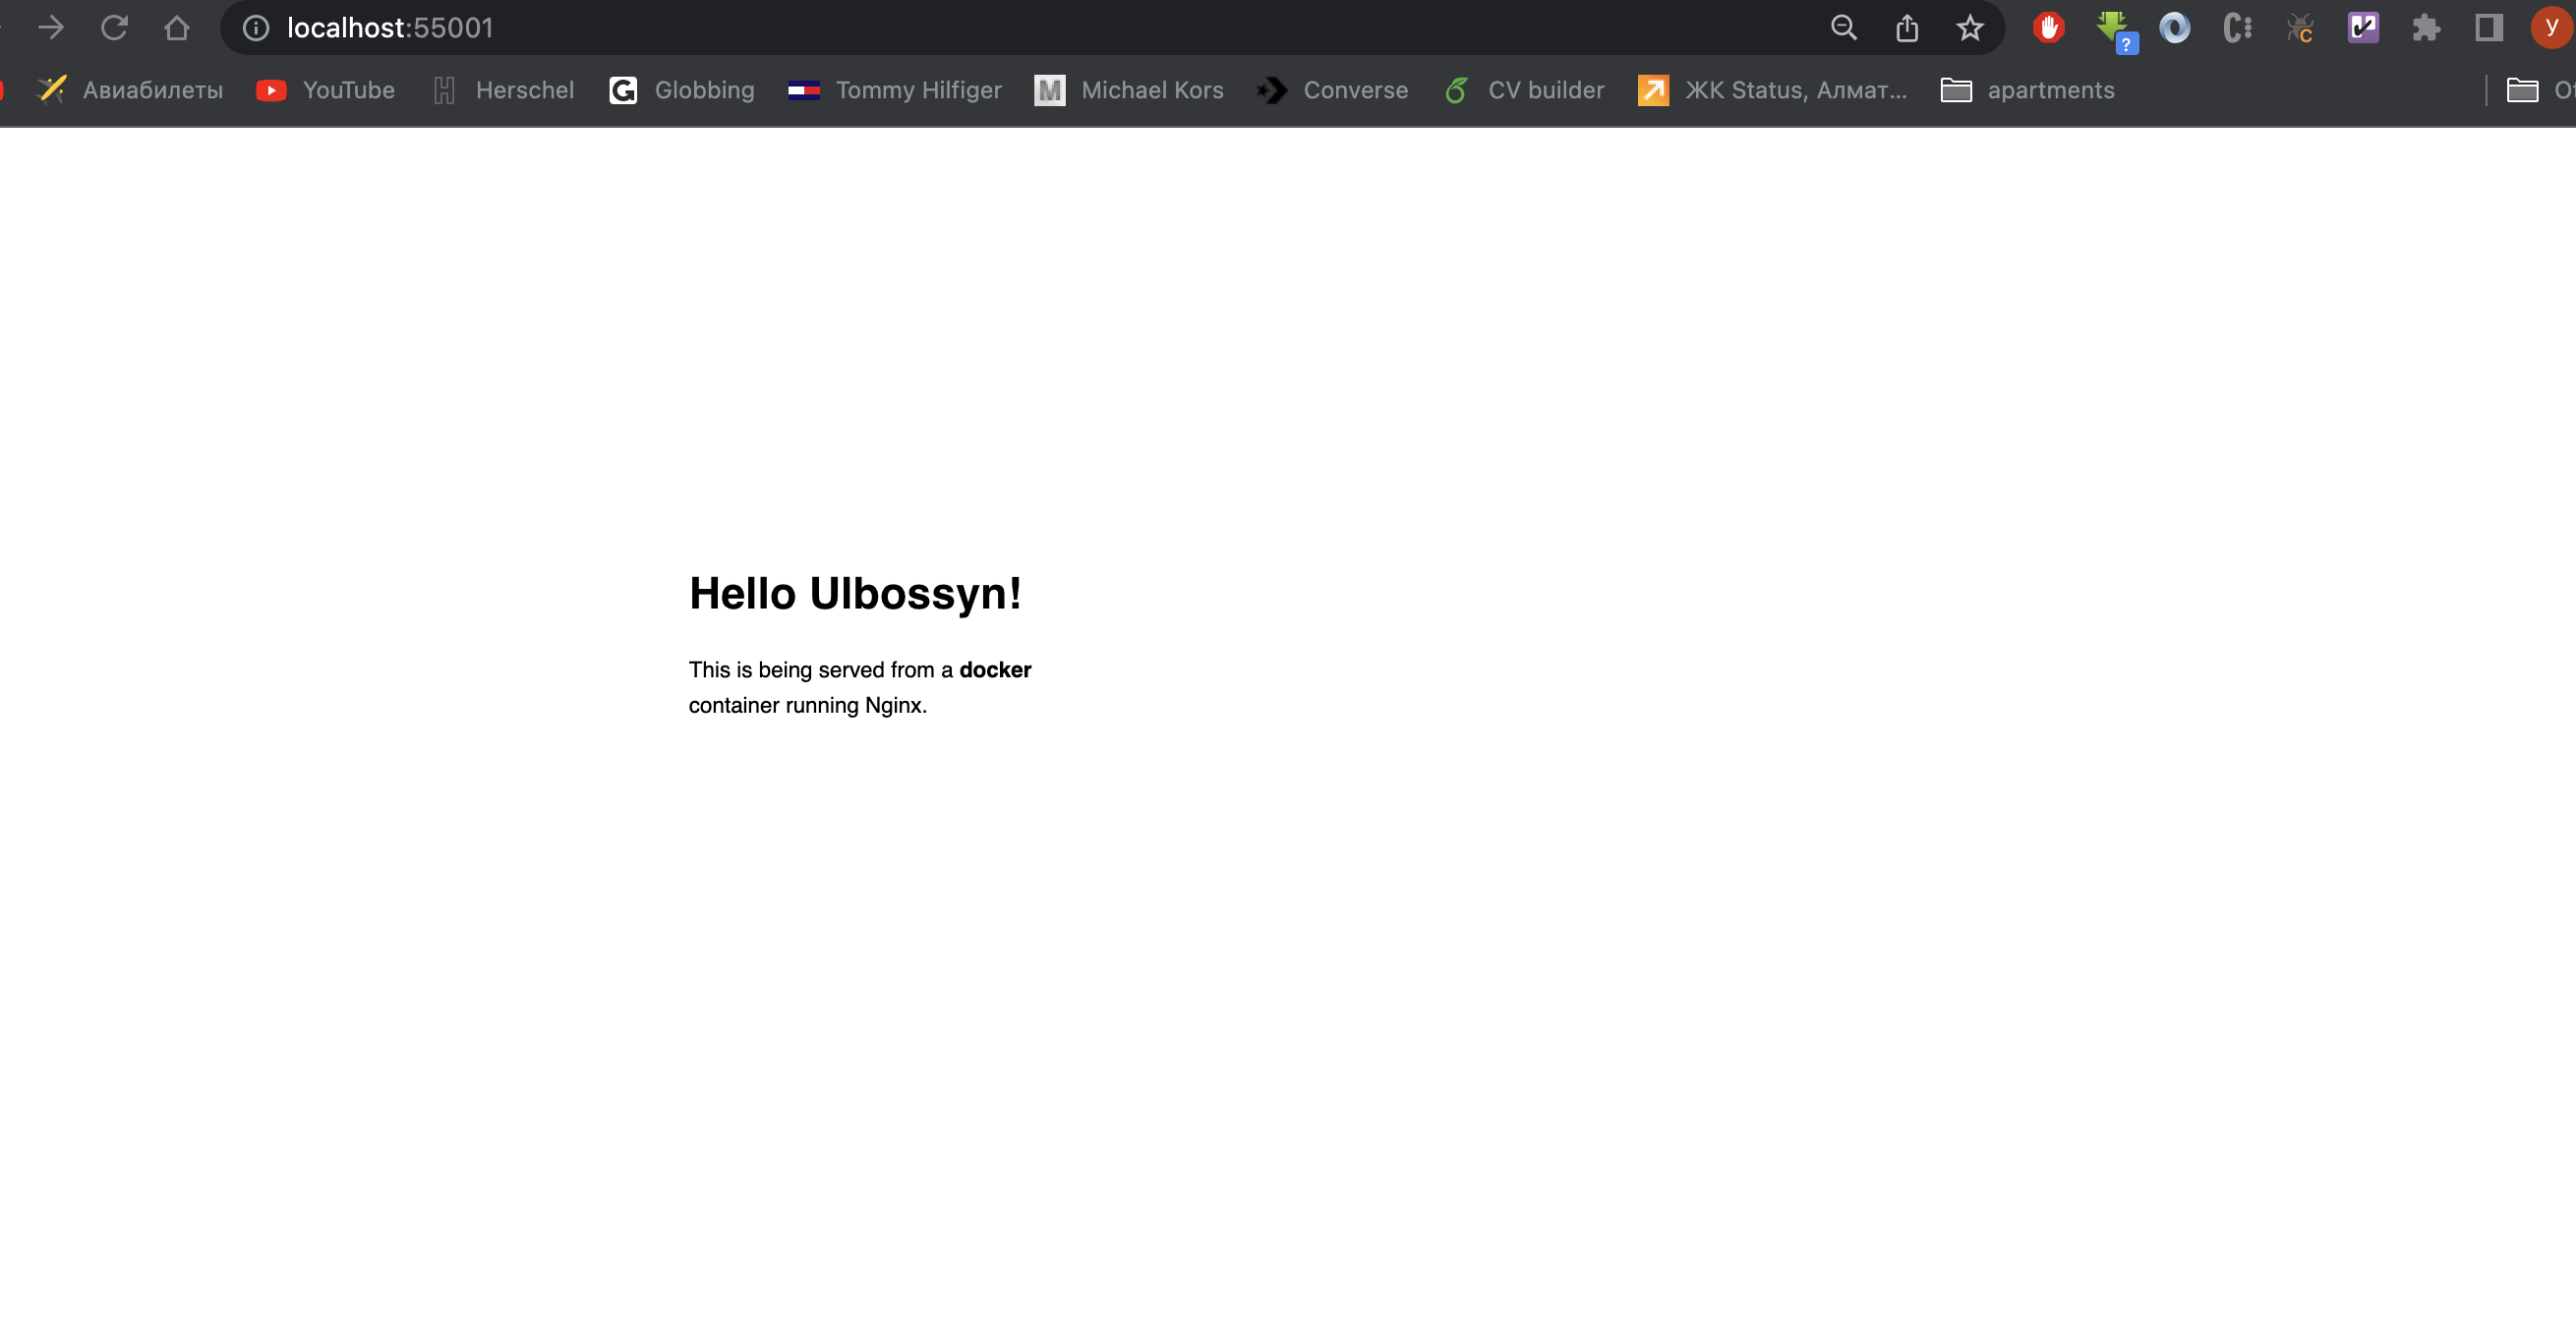 localhost:55001
?
C
У
Авиабилеты
YouTube
Herschel
Globbing
Tommy Hilfiger
Michael Kors
Converse
CV builder
ЖК Status, Алмат...
apartments
Hello Ulbossyn!
This is being served from a docker
container running Nginx.